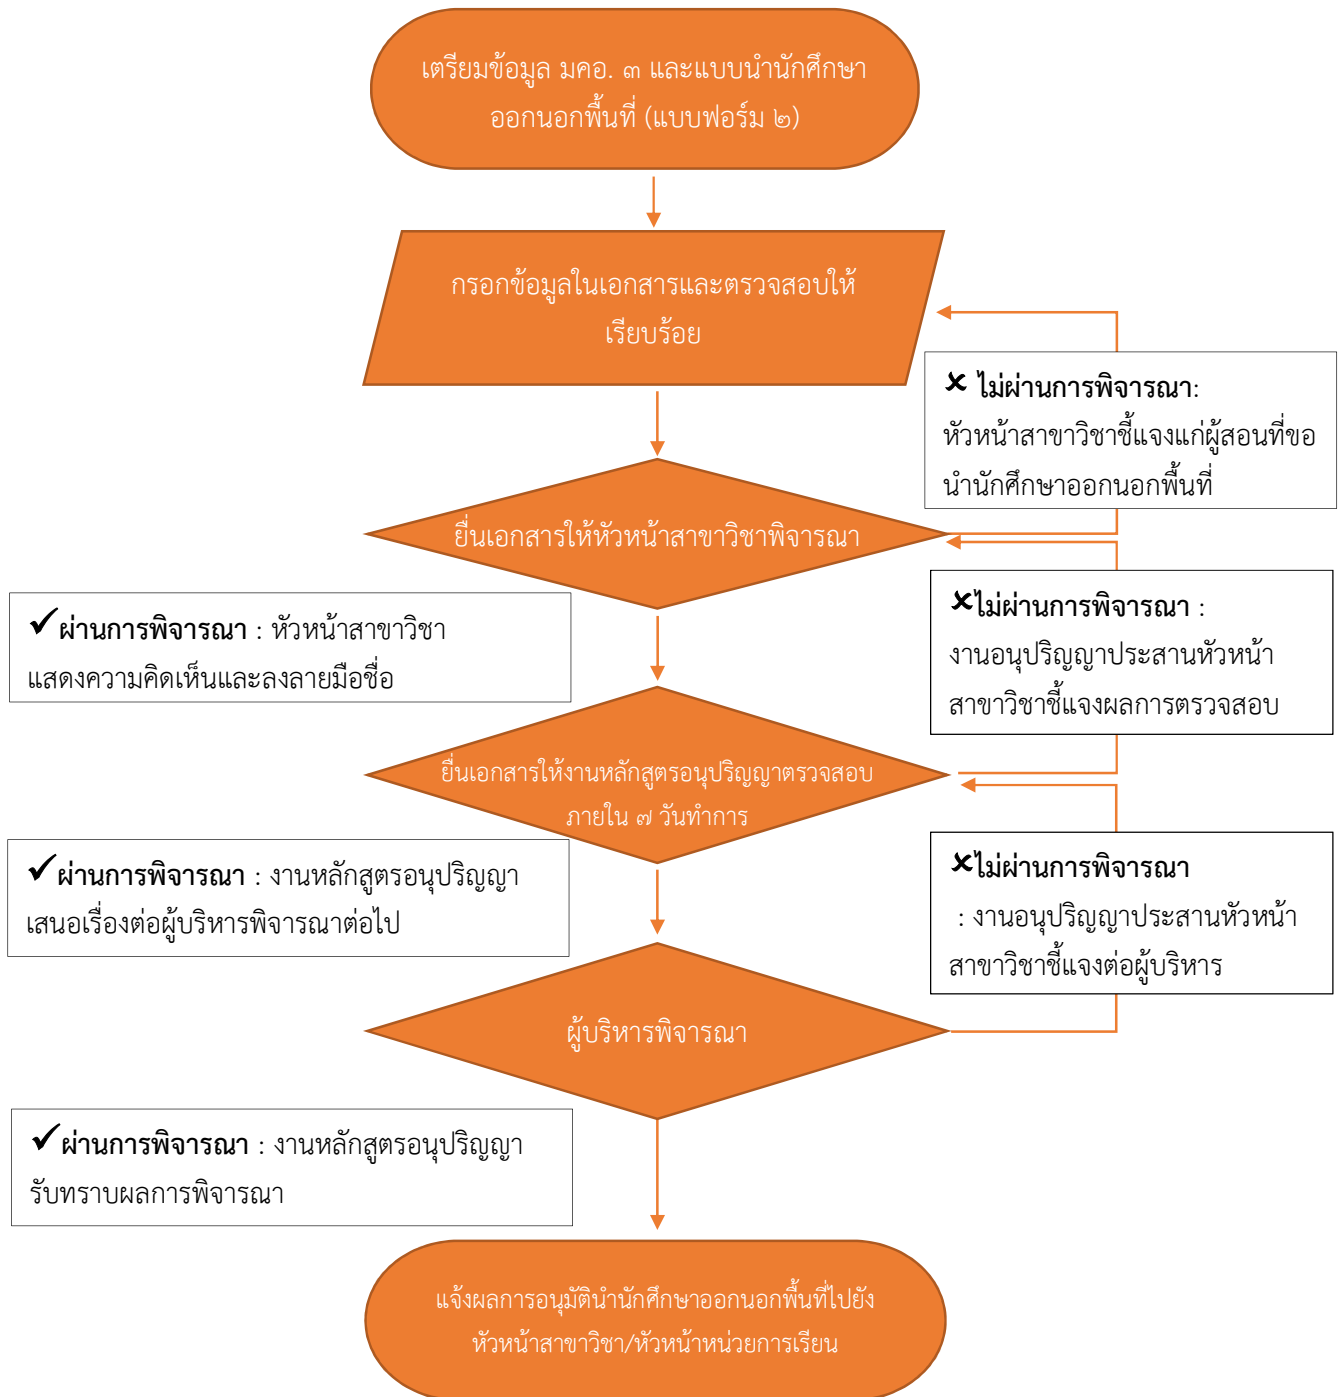 เตรียมข้อมูล มคอ. ๓ และแบบนำนักศึกษา
ออกนอกพื้นที่ (แบบฟอร์ม ๒)
กรอกข้อมูลในเอกสารและตรวจสอบให้
เรียบร้อย
✘ ไม่ผ่านการพิจารณา:
หัวหน้าสาขาวิชาชี้แจงแก่ผู้สอนที่ขอ
นำนักศึกษาออกนอกพื้นที่
ยื่นเอกสารให้หัวหน้าสาขาวิชาพิจารณา
✔ผ่านการพิจารณา : หัวหน้าสาขาวิชา
แสดงความคิดเห็นและลงลายมือชื่อ
✘ไม่ผ่านการพิจารณา :
งานอนุปริญญาประสานหัวหน้า
สาขาวิชาชี้แจงผลการตรวจสอบ
ยื่นเอกสารให้งานหลักสูตรอนุปริญญาตรวจสอบ
ภายใน ๗ วันทำการ
✔ผ่านการพิจารณา : งานหลักสูตรอนุปริญญา
เสนอเรื่องต่อผู้บริหารพิจารณาต่อไป
✘ไม่ผ่านการพิจารณา
: งานอนุปริญญาประสานหัวหน้า
สาขาวิชาชี้แจงต่อผู้บริหาร
ผู้บริหารพิจารณา
✔ผ่านการพิจารณา : งานหลักสูตรอนุปริญญา
รับทราบผลการพิจารณา
แจ้งผลการอนุมัตินำนักศึกษาออกนอกพื้นที่ไปยัง
หัวหน้าสาขาวิชา/หัวหน้าหน่วยการเรียน